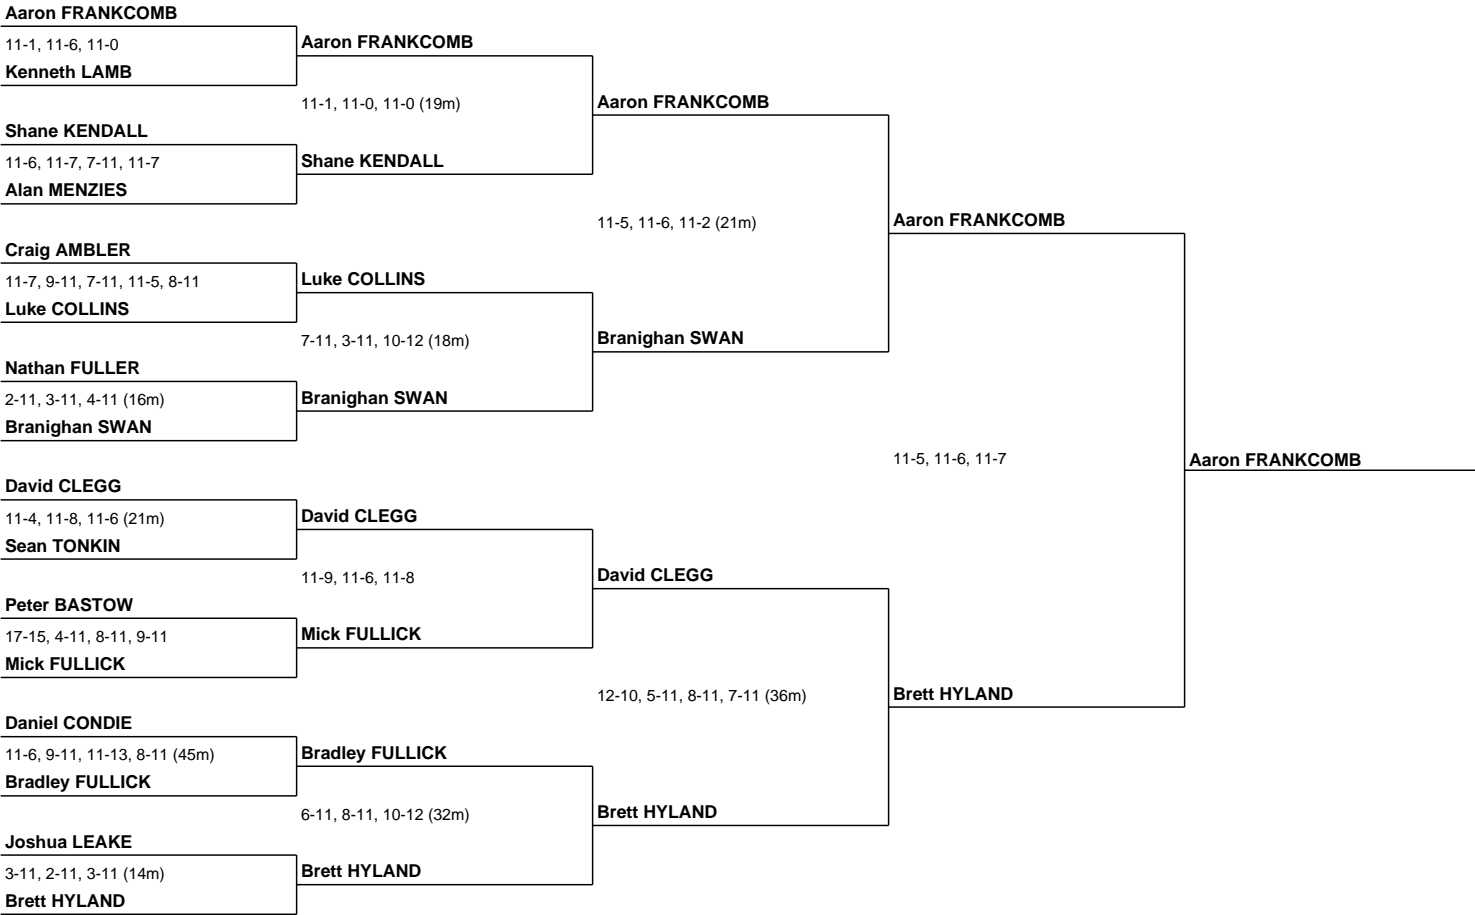 Aaron FRANKCOMB
11-1, 11-6, 11-0
Kenneth LAMB
Shane KENDALL
11-6, 11-7, 7-11, 11-7
Alan MENZIES
Craig AMBLER
11-7, 9-11, 7-11, 11-5, 8-11
Luke COLLINS
Nathan FULLER
2-11, 3-11, 4-11 (16m)
Branighan SWAN
David CLEGG
11-4, 11-8, 11-6 (21m)
Sean TONKIN
Peter BASTOW
17-15, 4-11, 8-11, 9-11
Mick FULLICK
Daniel CONDIE
11-6, 9-11, 11-13, 8-11 (45m)
Bradley FULLICK
Joshua LEAKE
3-11, 2-11, 3-11 (14m)
Brett HYLAND
Aaron FRANKCOMB
11-1, 11-0, 11-0 (19m)
Shane KENDALL
Luke COLLINS
7-11, 3-11, 10-12 (18m)
Branighan SWAN
David CLEGG
11-9, 11-6, 11-8
Mick FULLICK
Bradley FULLICK
6-11, 8-11, 10-12 (32m)
Brett HYLAND
Aaron FRANKCOMB
11-5, 11-6, 11-2 (21m)
Branighan SWAN
David CLEGG
12-10, 5-11, 8-11, 7-11 (36m)
Brett HYLAND
Aaron FRANKCOMB
11-5, 11-6, 11-7
Brett HYLAND
Aaron FRANKCOMB